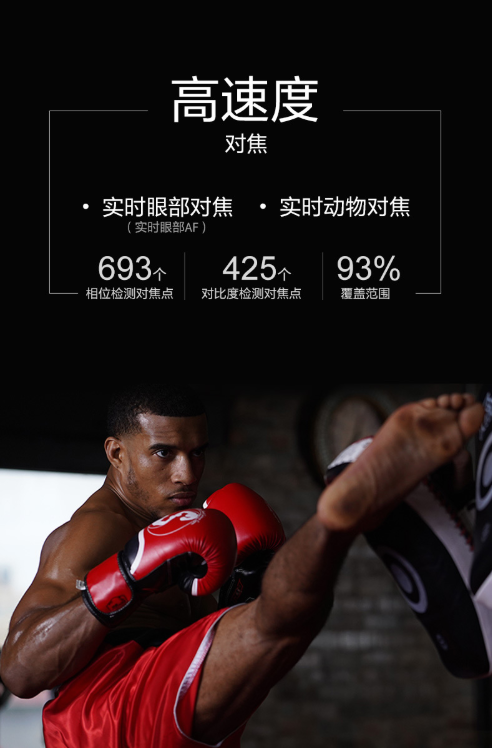 高速度
对焦
• 实时眼部对焦 • 实时动物对焦
（实时眼部AF）
693个 425个 93%
相位检测对焦点 对比度检测对焦点 覆盖范围